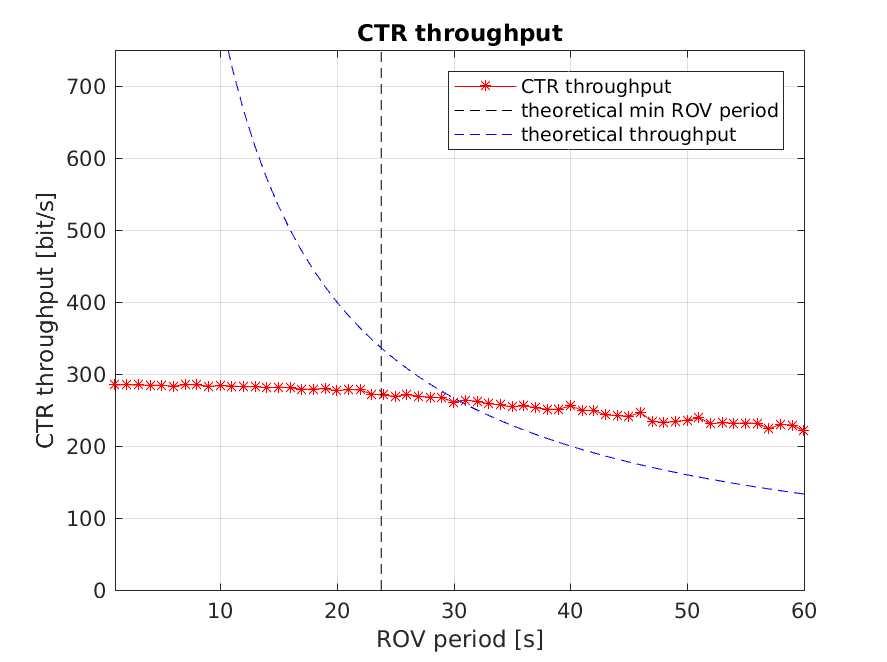 CTR throughput
CTR throughput
theoretical min ROV period
theoretical throughput
CTR throughput [bit/s]
700
600
500
400
300
200
100
0
10 20 30 40 50 60
ROV period [s]